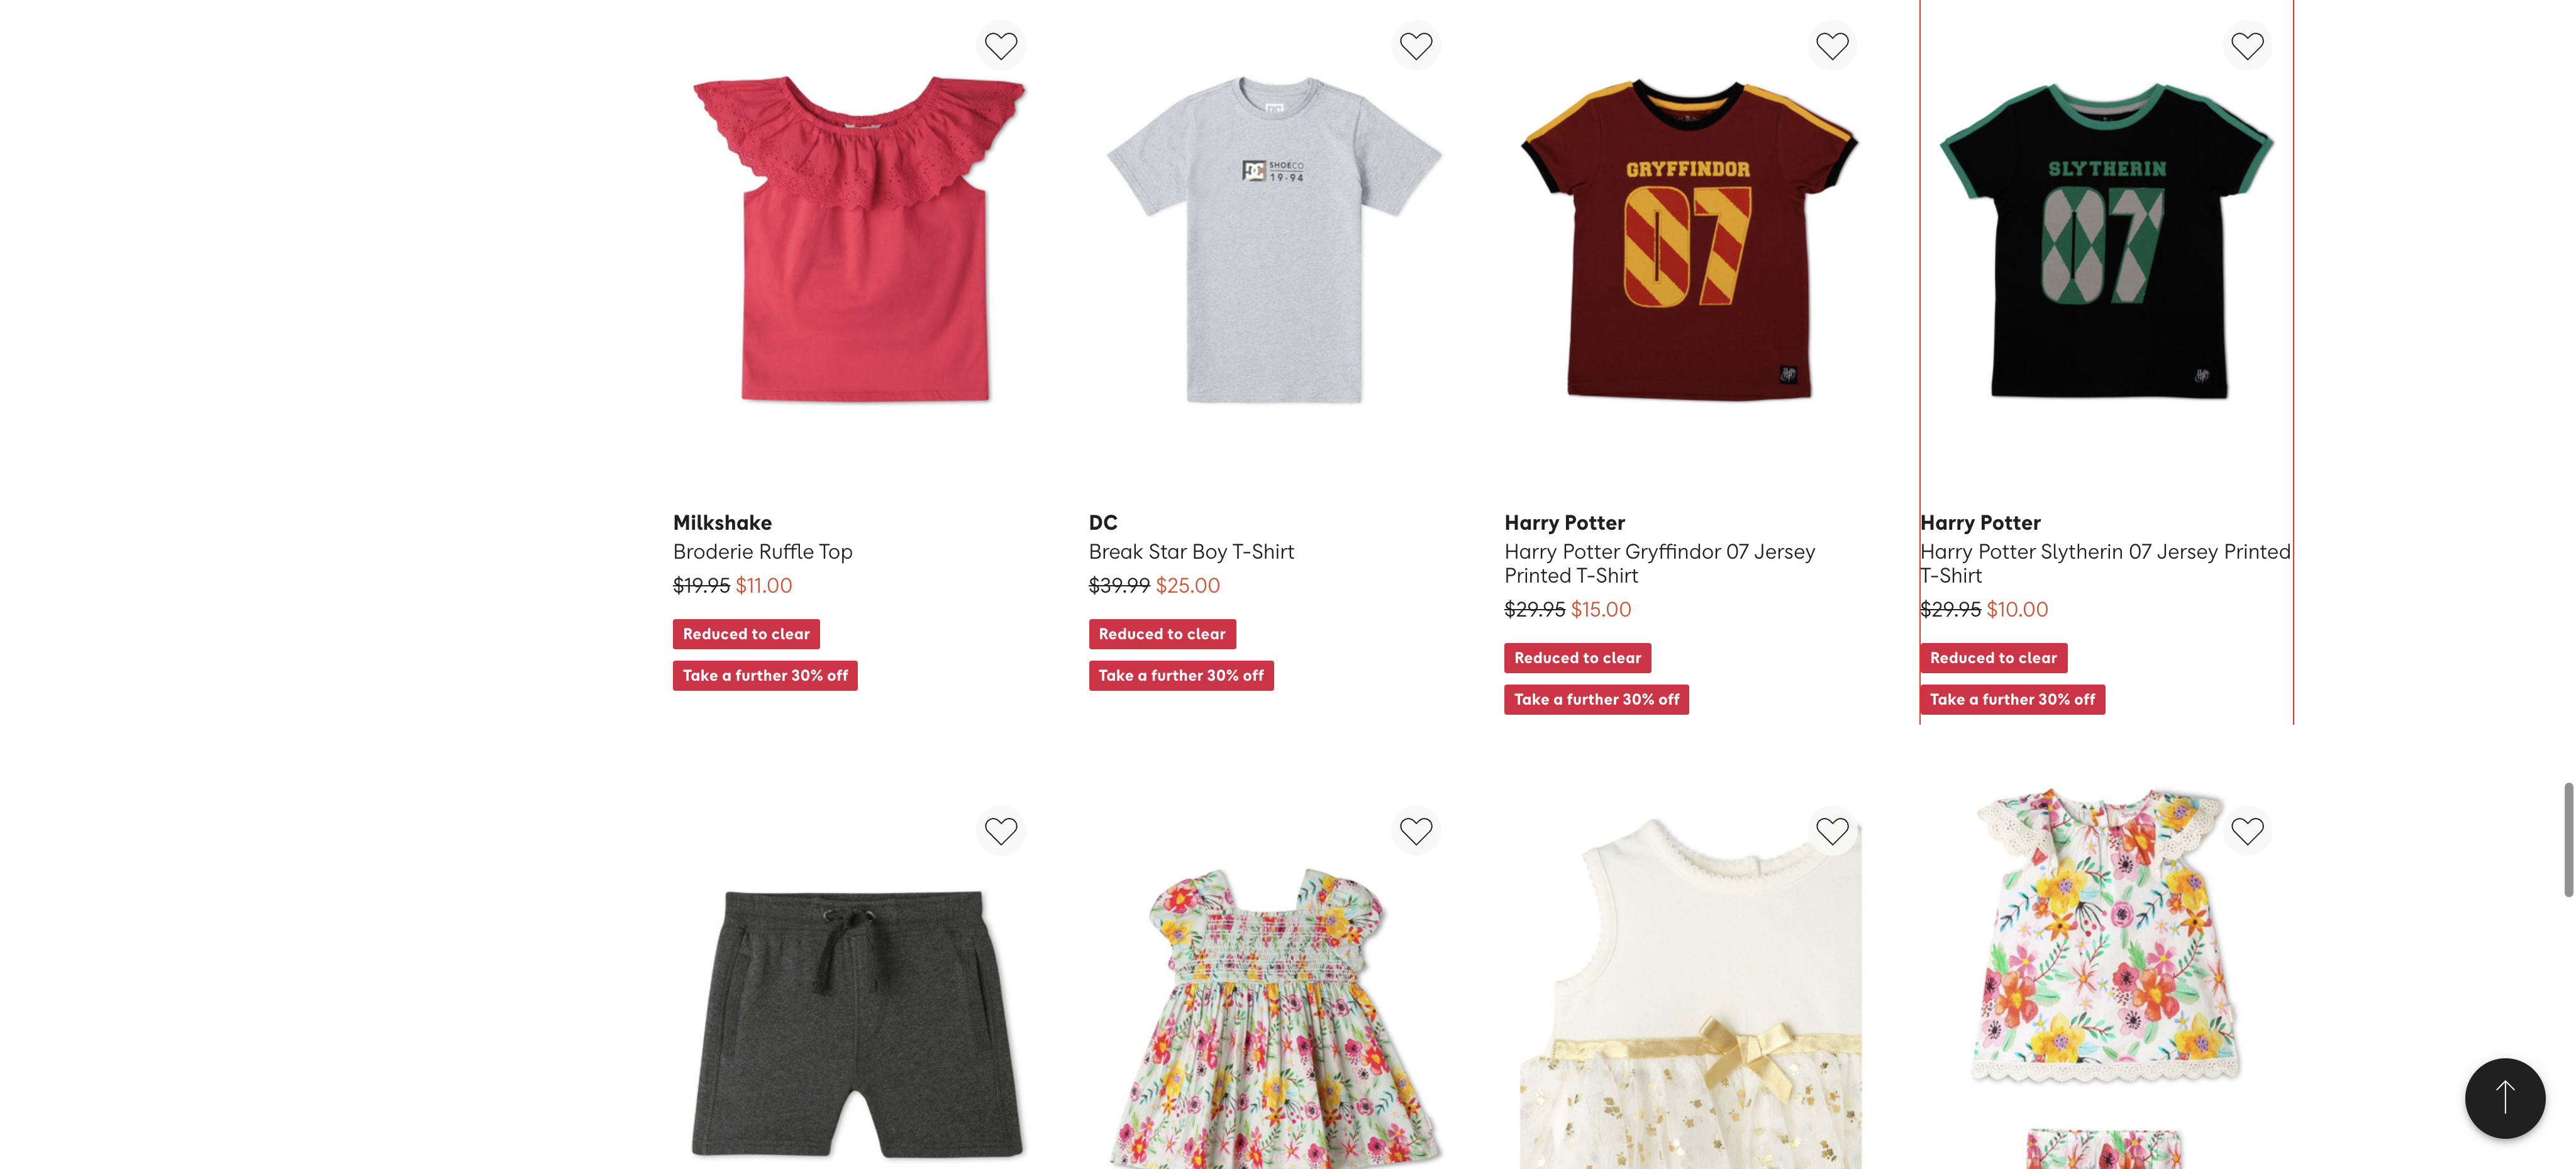 SHOECO
19-94
GRYFFINDOR
07
SLYTHERIN
07
Milkshake
Broderie Ruffle Top
$19.95 $11.00
Reduced to clear
Take a further 30% off
DC
Break Star Boy T-Shirt
$39.99 $25.00
Reduced to clear
Take a further 30% off
Harry Potter
Harry Potter Gryffindor 07 Jersey
Printed T-Shirt
$29.95 $15.00
Reduced to clear
Take a further 30% off
Harry Potter
Harry Potter Slytherin 07 Jersey Printed
T-Shirt
$29.95 $10.00
Reduced to clear
Take a further 30% off